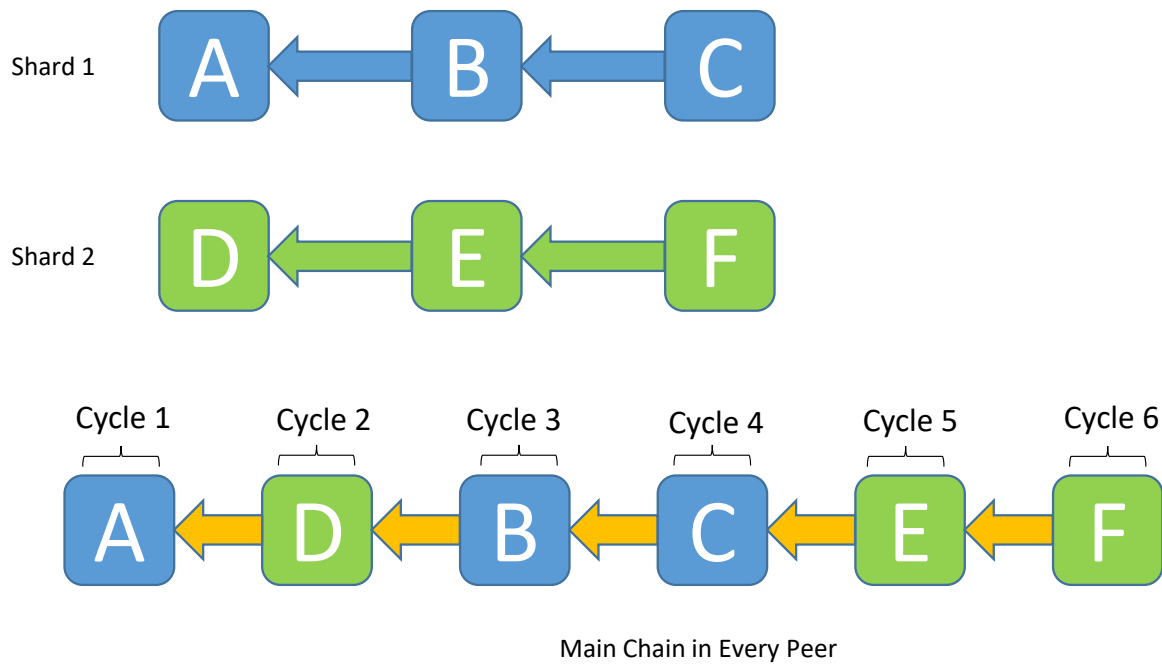 Shard 1
A B C
Shard 2
D E F
Cycle 1 Cycle 2 Cycle 3 Cycle 4 Cycle 5 Cycle 6
A D B C E F
Main Chain in Every Peer